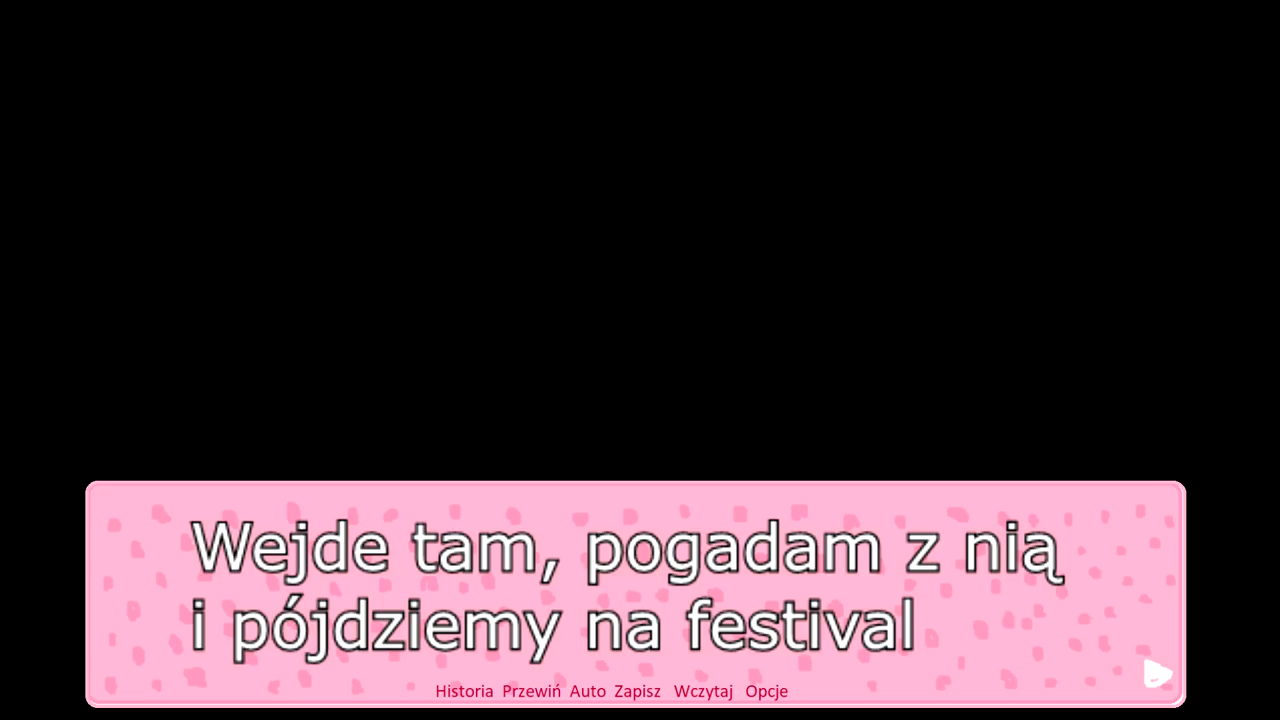 Wejde tam, pogadam z nią
i pójdziemy na festival
Historia Przewiń Auto Zapisz Wczytaj Opcje